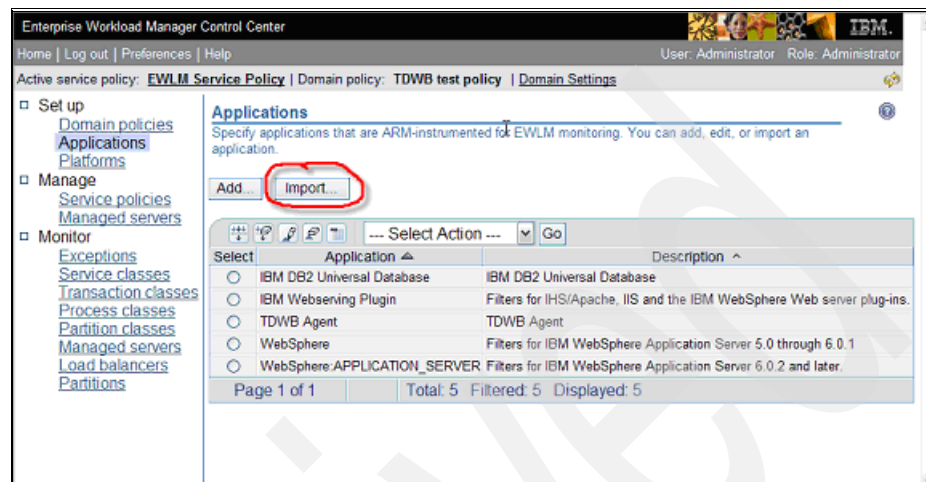 Enterprise Workload Manager Control Center IBM.
Home | Log out | Preferences | Help User: Administrator Role: Administrator
Active service policy: EWLM Service Policy | Domain policy: TDWB test policy | Domain Settings
Set up
Domain policies
Applications
Platforms
Manage
Service policies
Managed servers
Monitor
Exceptions
Service classes
Transaction classes
Process classes
Partition classes
Managed servers
Load balancers
Partitions
Applications
Specify applications that are ARM-instrumented for EWLM monitoring. You can add, edit, or import an
application.
Add... Import...
--- Select Action --- Go
Select Application Description
IBM DB2 Universal Database IBM DB2 Universal Database
IBM Webserving Plugin Filters for IHS/Apache, IIS and the IBM WebSphere Web server plug-ins.
TDWB Agent TDWB Agent
WebSphere Filters for IBM WebSphere Application Server 5.0 through 6.0.1
WebSphere:APPLICATION_SERVER Filters for IBM WebSphere Application Server 6.0.2 and later.
Page 1 of 1 Total: 5 Filtered: 5 Displayed: 5